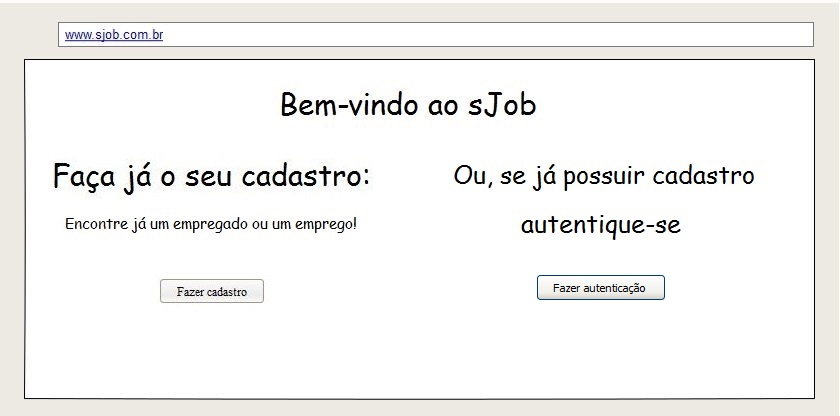 www.sjob.com.br
Bem-vindo ao sJob
Faça já o seu cadastro:
Encontre já um empregado ou um emprego!
Fazer cadastro
Ou, se já possuir cadastro
autentique-se
Fazer autenticação